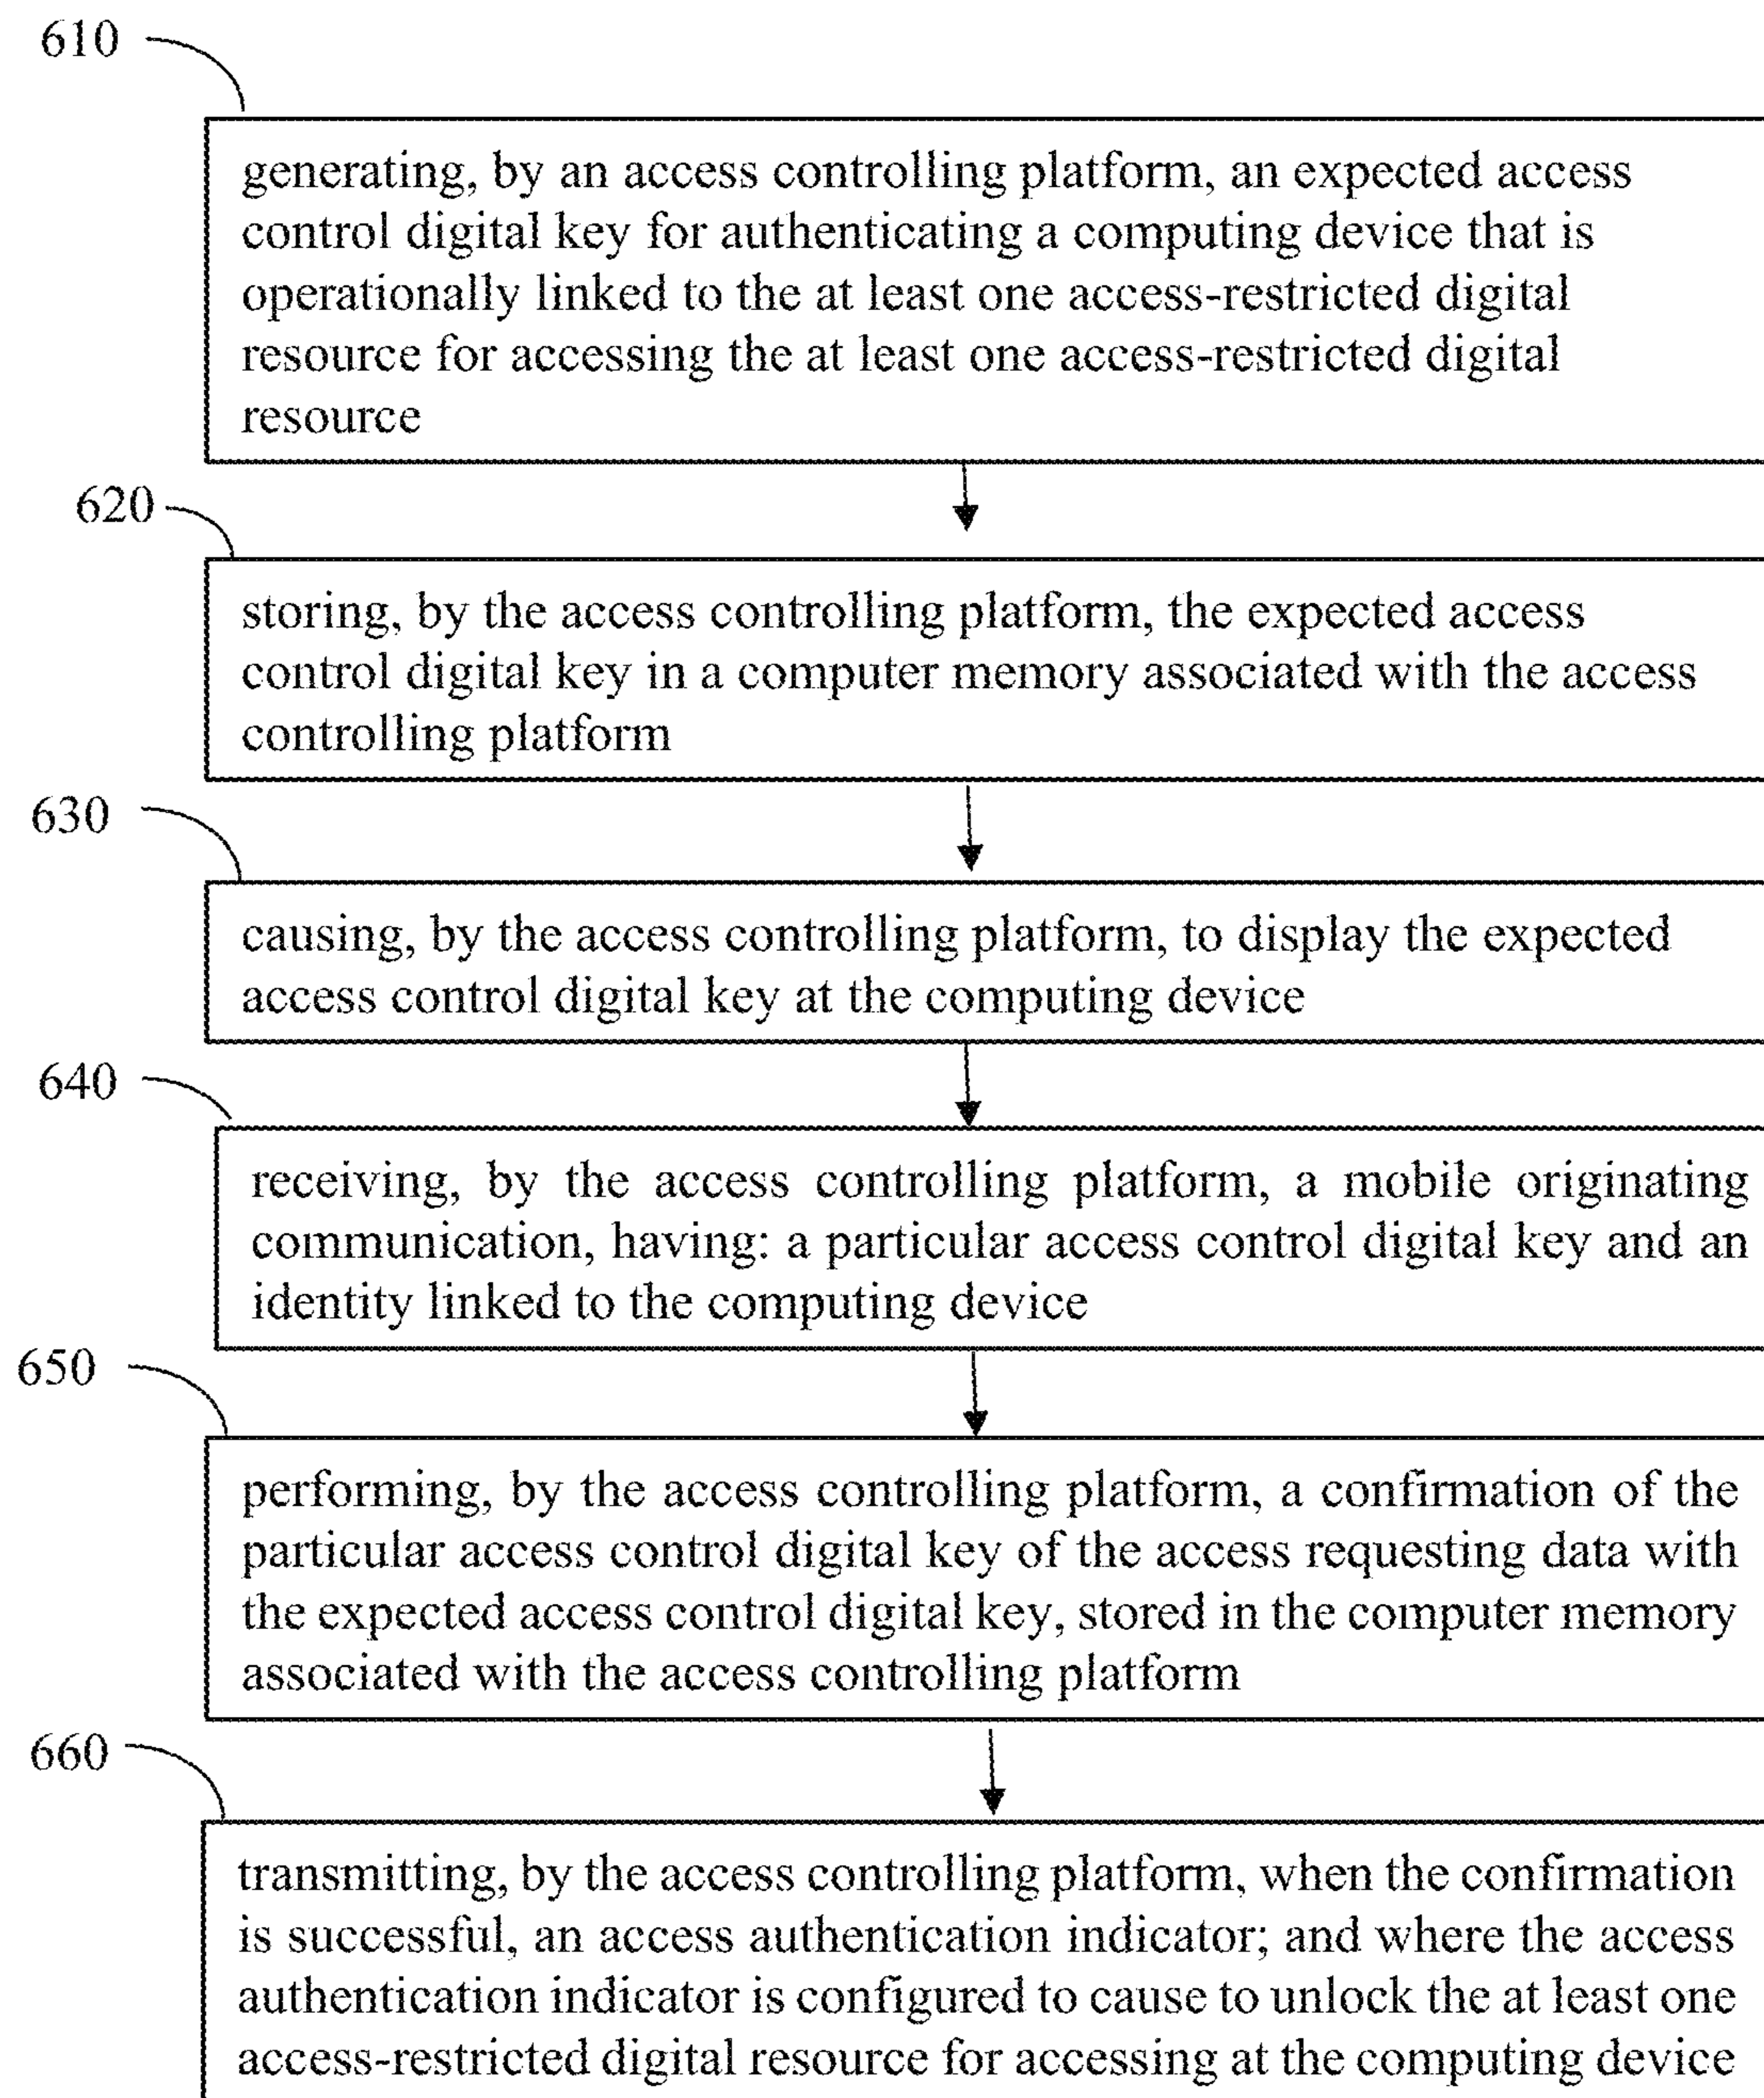 610
generating, by an access controlling platform, an expected access
control digital key for authenticating a computing device that is
operationally linked to the at least one access-restricted digital
resource for accessing the at least one access-restricted digital
resource
620
storing, by the access controlling platform, the expected access
control digital key in a computer memory associated with the access
controlling platform
630
causing, by the access controlling platform, to display the expected
access control digital key at the computing device
640
receiving, by the access controlling platform, a mobile originating
communication, having: a particular access control digital key and an
identity linked to the computing device
650
performing, by the access controlling platform, a confirmation of the
particular access control digital key of the access requesting data with
the expected access control digital key, stored in the computer memory
associated with the access controlling platform
660
transmitting, by the access controlling platform, when the confirmation
is successful, an access authentication indicator; and where the access
authentication indicator is configured to cause to unlock the at least one
access-restricted digital resource for accessing at the computing device